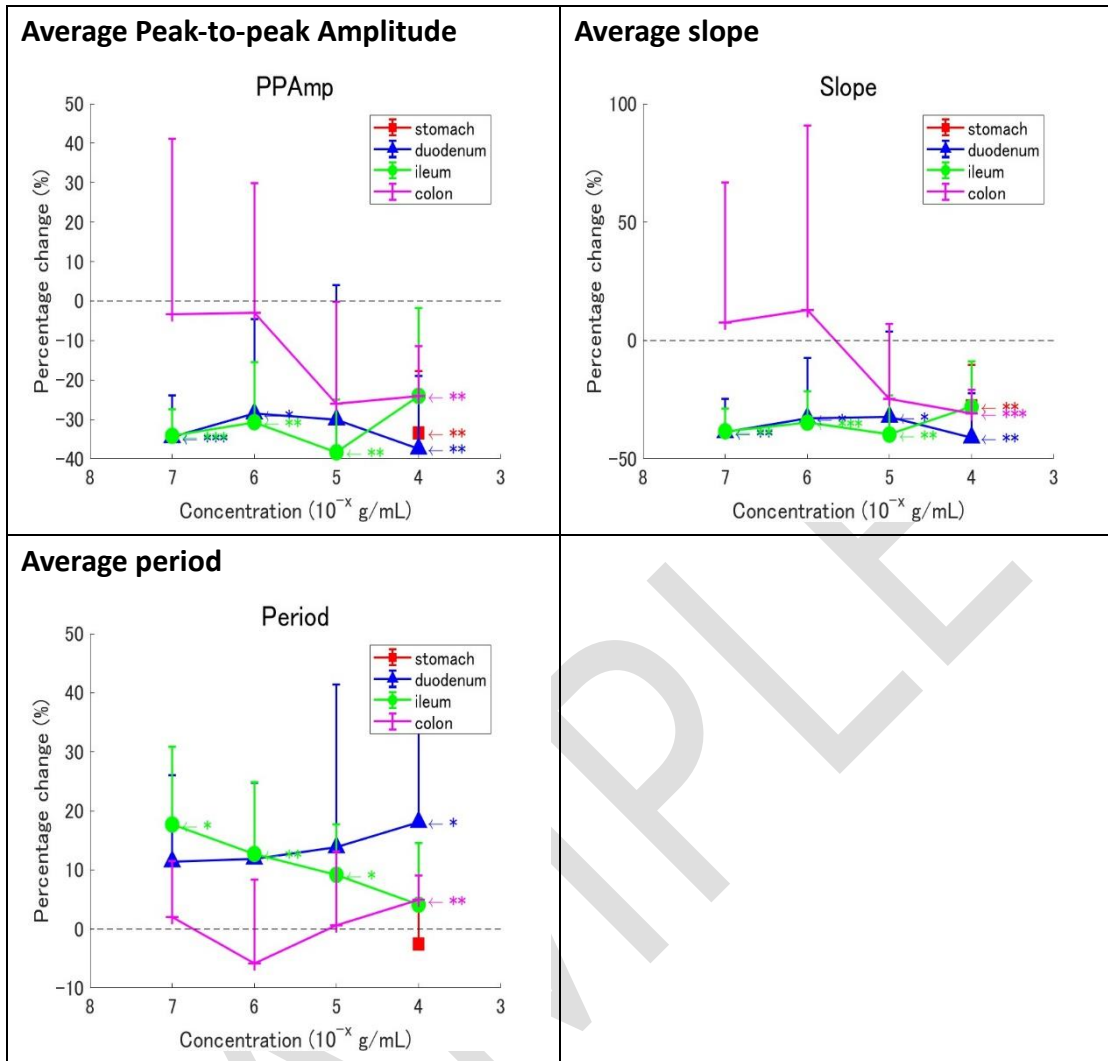 Average Peak-to-peak Amplitude
PPAmp
50
40
30
20
10
0
−10
−20
−30
−40
Percentage change (%)
8 7 6 5 4 3
Concentration (10⁻ˣ g/mL)
stomach
duodenum
ileum
colon
← ***
← *
← **
← **
← **
← **
← **
Average slope
Slope
100
50
0
−50
Percentage change (%)
8 7 6 5 4 3
Concentration (10⁻ˣ g/mL)
stomach
duodenum
ileum
colon
← **
← *
← ***
← *
← **
← **
← ***
← **
Average period
Period
50
40
30
20
10
0
−10
Percentage change (%)
8 7 6 5 4 3
Concentration (10⁻ˣ g/mL)
stomach
duodenum
ileum
colon
← *
← **
← *
← *
← **